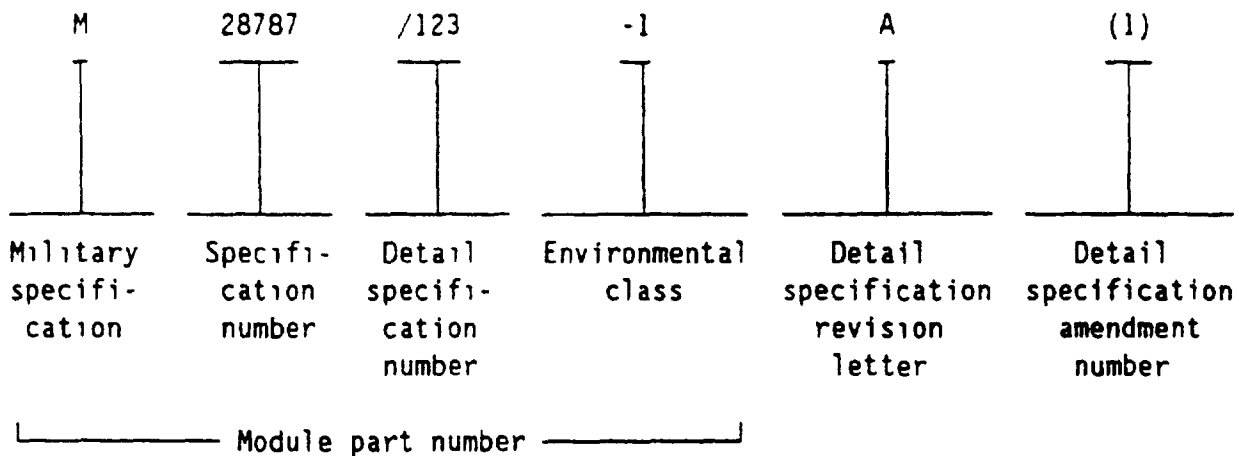 M 28787 /123 -1 A (1)
Military Specifi- Detail Environmental Detail Detail
specifi- cation specifi- class specification specification
cation number cation revision amendment
number letter number
Module part number